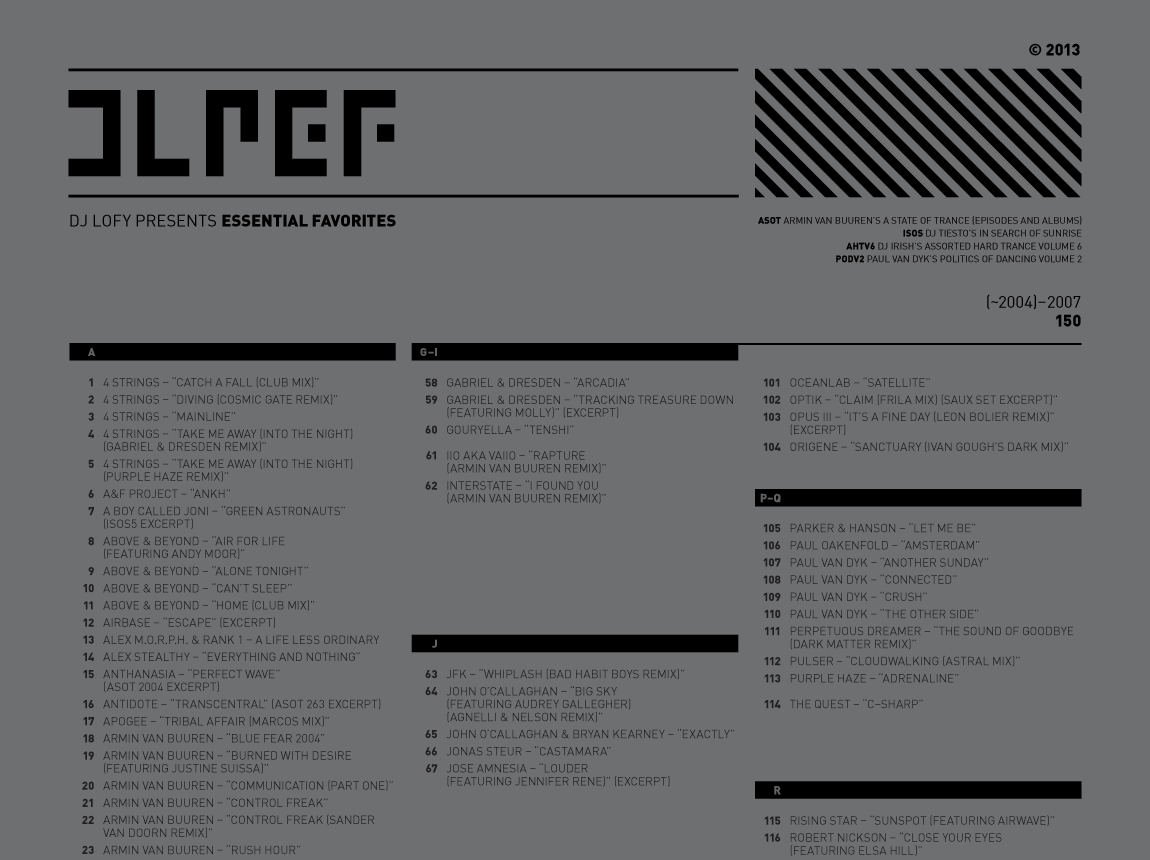 © 2013
DJ LOFY PRESENTS ESSENTIAL FAVORITES
ASOT ARMIN VAN BUUREN'S A STATE OF TRANCE (EPISODES AND ALBUMS)
ISOS DJ TIESTO'S IN SEARCH OF SUNRISE
AHTV6 DJ IRISH'S ASSORTED HARD TRANCE VOLUME 6
PODV2 PAUL VAN DYK'S POLITICS OF DANCING VOLUME 2
(~2004)–2007
150
A
1 4 STRINGS – "CATCH A FALL (CLUB MIX)"
2 4 STRINGS – "DIVING (COSMIC GATE REMIX)"
3 4 STRINGS – "MAINLINE"
4 4 STRINGS – "TAKE ME AWAY (INTO THE NIGHT)
(GABRIEL & DRESDEN REMIX)"
5 4 STRINGS – "TAKE ME AWAY (INTO THE NIGHT)
(PURPLE HAZE REMIX)"
6 A&F PROJECT – "ANKH"
7 A BOY CALLED JONI – "GREEN ASTRONAUTS"
(ISOS5 EXCERPT)
8 ABOVE & BEYOND – "AIR FOR LIFE
(FEATURING ANDY MOOR)"
9 ABOVE & BEYOND – "ALONE TONIGHT"
10 ABOVE & BEYOND – "CAN'T SLEEP"
11 ABOVE & BEYOND – "HOME (CLUB MIX)"
12 AIRBASE – "ESCAPE" (EXCERPT)
13 ALEX M.O.R.P.H. & RANK 1 – A LIFE LESS ORDINARY
14 ALEX STEALTHY – "EVERYTHING AND NOTHING"
15 ANTHANASIA – "PERFECT WAVE"
(ASOT 2004 EXCERPT)
16 ANTIDOTE – "TRANSCENTRAL" (ASOT 263 EXCERPT)
17 APOGEE – "TRIBAL AFFAIR (MARCOS MIX)"
18 ARMIN VAN BUUREN – "BLUE FEAR 2004"
19 ARMIN VAN BUUREN – "BURNED WITH DESIRE
(FEATURING JUSTINE SUISSA)"
20 ARMIN VAN BUUREN – "COMMUNICATION (PART ONE)"
21 ARMIN VAN BUUREN – "CONTROL FREAK"
22 ARMIN VAN BUUREN – "CONTROL FREAK (SANDER
VAN DOORN REMIX)"
23 ARMIN VAN BUUREN – "RUSH HOUR"
G–I
58 GABRIEL & DRESDEN – "ARCADIA"
59 GABRIEL & DRESDEN – "TRACKING TREASURE DOWN
(FEATURING MOLLY)" (EXCERPT)
60 GOURYELLA – "TENSHI"
61 IIO AKA VAIIO – "RAPTURE
(ARMIN VAN BUUREN REMIX)"
62 INTERSTATE – "I FOUND YOU
(ARMIN VAN BUUREN REMIX)"
J
63 JFK – "WHIPLASH (BAD HABIT BOYS REMIX)"
64 JOHN O'CALLAGHAN – "BIG SKY
(FEATURING AUDREY GALLEGHER)
(AGNELLI & NELSON REMIX)"
65 JOHN O'CALLAGHAN & BRYAN KEARNEY – "EXACTLY"
66 JONAS STEUR – "CASTAMARA"
67 JOSE AMNESIA – "LOUDER
(FEATURING JENNIFER RENE)" (EXCERPT)
101 OCEANLAB – "SATELLITE"
102 OPTIK – "CLAIM (FRILA MIX) (SAUX SET EXCERPT)"
103 OPUS III – "IT'S A FINE DAY (LEON BOLIER REMIX)"
(EXCERPT)
104 ORIGENE – "SANCTUARY (IVAN GOUGH'S DARK MIX)"
P–Q
105 PARKER & HANSON – "LET ME BE"
106 PAUL OAKENFOLD – "AMSTERDAM"
107 PAUL VAN DYK – "ANOTHER SUNDAY"
108 PAUL VAN DYK – "CONNECTED"
109 PAUL VAN DYK – "CRUSH"
110 PAUL VAN DYK – "THE OTHER SIDE"
111 PERPETUOUS DREAMER – "THE SOUND OF GOODBYE
(DARK MATTER REMIX)"
112 PULSER – "CLOUDWALKING (ASTRAL MIX)"
113 PURPLE HAZE – "ADRENALINE"
114 THE QUEST – "C–SHARP"
R
115 RISING STAR – "SUNSPOT (FEATURING AIRWAVE)"
116 ROBERT NICKSON – "CLOSE YOUR EYES
(FEATURING ELSA HILL)"